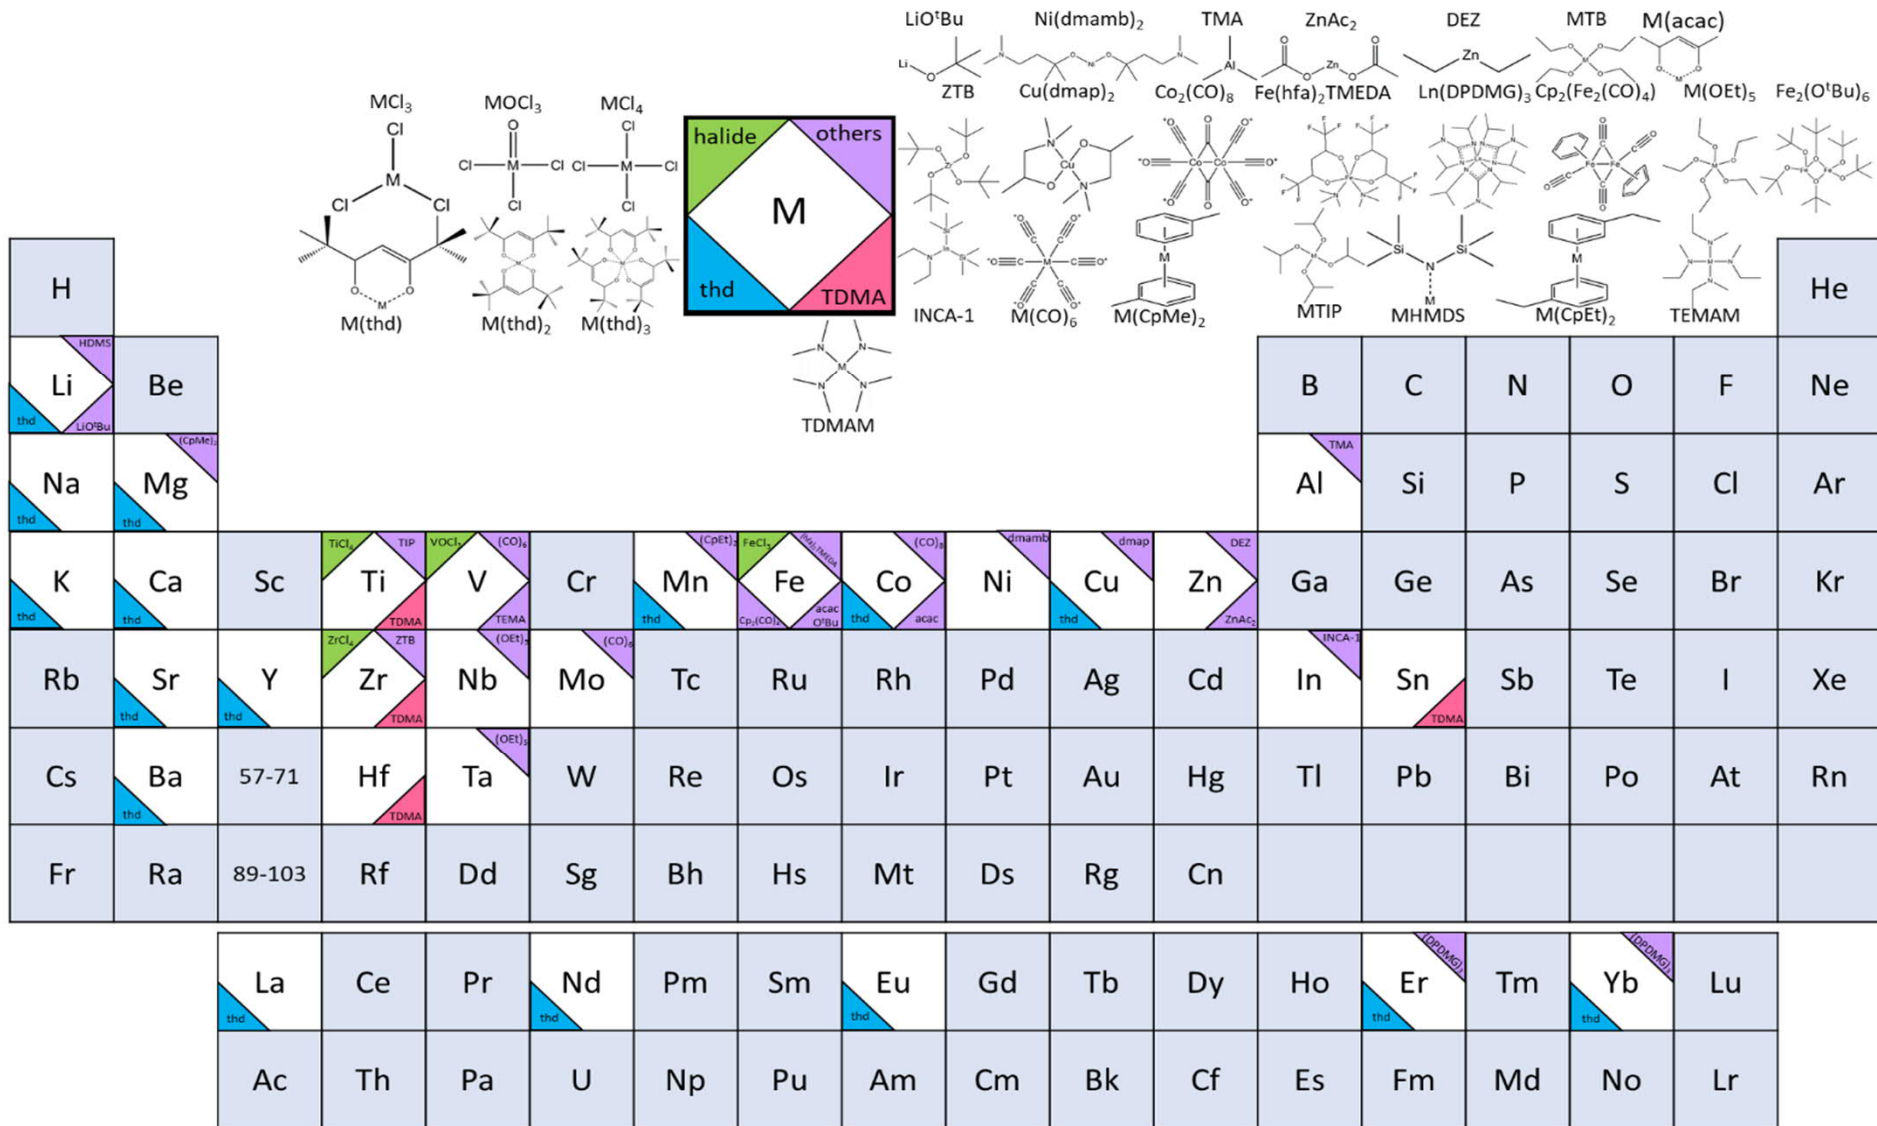 LiOᵗBu Ni(dmamb)₂ TMA ZnAc₂ DEZ MTB M(acac)
ZTB Cu(dmap)₂ Co₂(CO)₈ Fe(hfa)₂TMEDA Ln(DPDMG)₃ Cp₂(Fe₂(CO)₄) M(OEt)₅ Fe₂(OᵗBu)₆
MCl₃ MOCl₃ MCl₄
halide others
M
thd TDMA
M(thd) M(thd)₂ M(thd)₃
INCA-1 M(CO)₆ M(CpMe)₂ MTIP MHMDS M(CpEt)₂ TEMAM
TDMAM
H He
Li HDMS thd LiOᵗBu Be B C N O F Ne
Na thd Mg (CpMe)₂ thd Al TMA Si P S Cl Ar
K thd Ca thd Sc Ti TiCl₄ TIP TDMA V VOCl₃ (CO)₆ TEMA Cr Mn (CpEt)₂ thd Fe FeCl₃ (hfa)₂TMEDA Cp₂(CO)₄ acac OᵗBu Co (CO)₈ thd acac Ni dmamb Cu dmap thd Zn DEZ ZnAc₂ Ga Ge As Se Br Kr
Rb Sr thd Y thd Zr ZrCl₄ ZTB TDMA Nb (OEt)₅ Mo (CO)₆ Tc Ru Rh Pd Ag Cd In INCA-1 Sn TDMA Sb Te I Xe
Cs Ba thd 57-71 Hf TDMA Ta (OEt)₅ W Re Os Ir Pt Au Hg Tl Pb Bi Po At Rn
Fr Ra 89-103 Rf Dd Sg Bh Hs Mt Ds Rg Cn
La thd Ce Pr Nd thd Pm Sm Eu thd Gd Tb Dy Ho Er (DPDMG)₃ thd Tm Yb (DPDMG)₃ thd Lu
Ac Th Pa U Np Pu Am Cm Bk Cf Es Fm Md No Lr